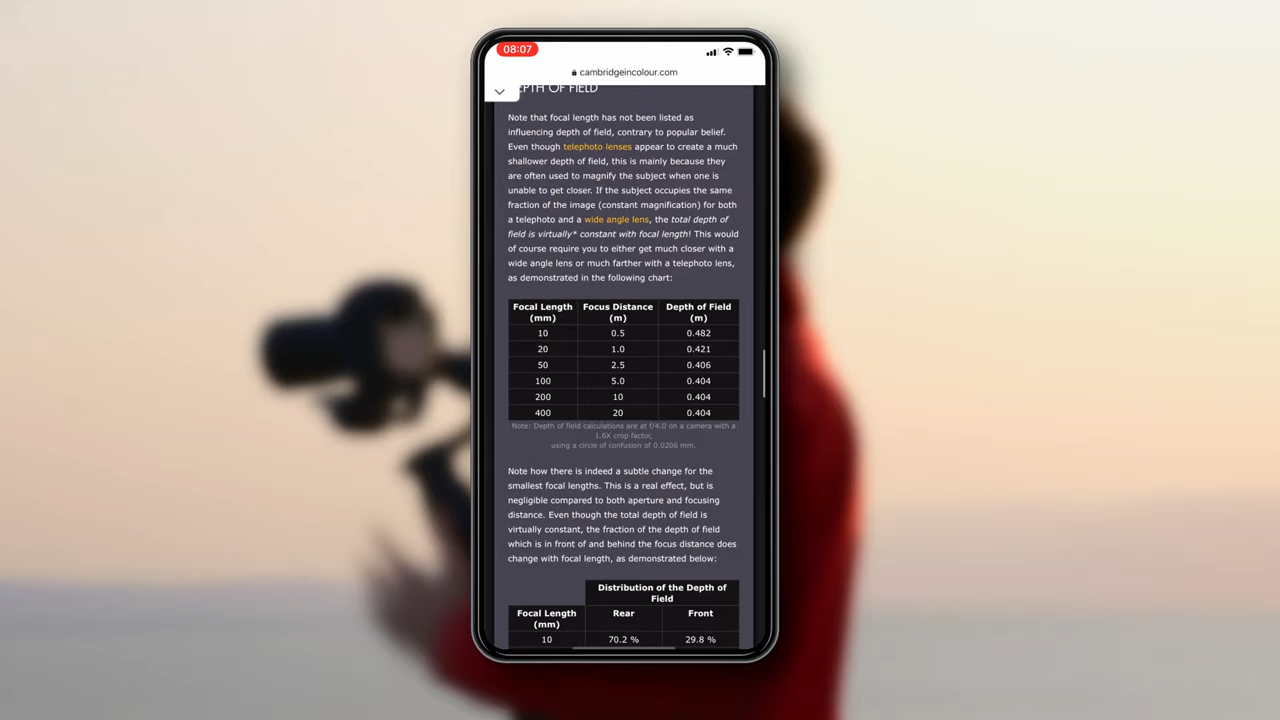 08:07
cambridgeincolour.com
EPTH OF FIELD
Note that focal length has not been listed as
influencing depth of field, contrary to popular belief.
Even though telephoto lenses appear to create a much
shallower depth of field, this is mainly because they
are often used to magnify the subject when one is
unable to get closer. If the subject occupies the same
fraction of the image (constant magnification) for both
a telephoto and a wide angle lens, the total depth of
field is virtually* constant with focal length! This would
of course require you to either get much closer with a
wide angle lens or much farther with a telephoto lens,
as demonstrated in the following chart:
Focal Length (mm) Focus Distance (m) Depth of Field (m)
10 0.5 0.482
20 1.0 0.421
50 2.5 0.406
100 5.0 0.404
200 10 0.404
400 20 0.404
Note: Depth of field calculations are at f/4.0 on a camera with a
1.6X crop factor,
using a circle of confusion of 0.0206 mm.
Note how there is indeed a subtle change for the
smallest focal lengths. This is a real effect, but is
negligible compared to both aperture and focusing
distance. Even though the total depth of field is
virtually constant, the fraction of the depth of field
which is in front of and behind the focus distance does
change with focal length, as demonstrated below:
Distribution of the Depth of
Field
Focal Length (mm) Rear Front
10 70.2 % 29.8 %